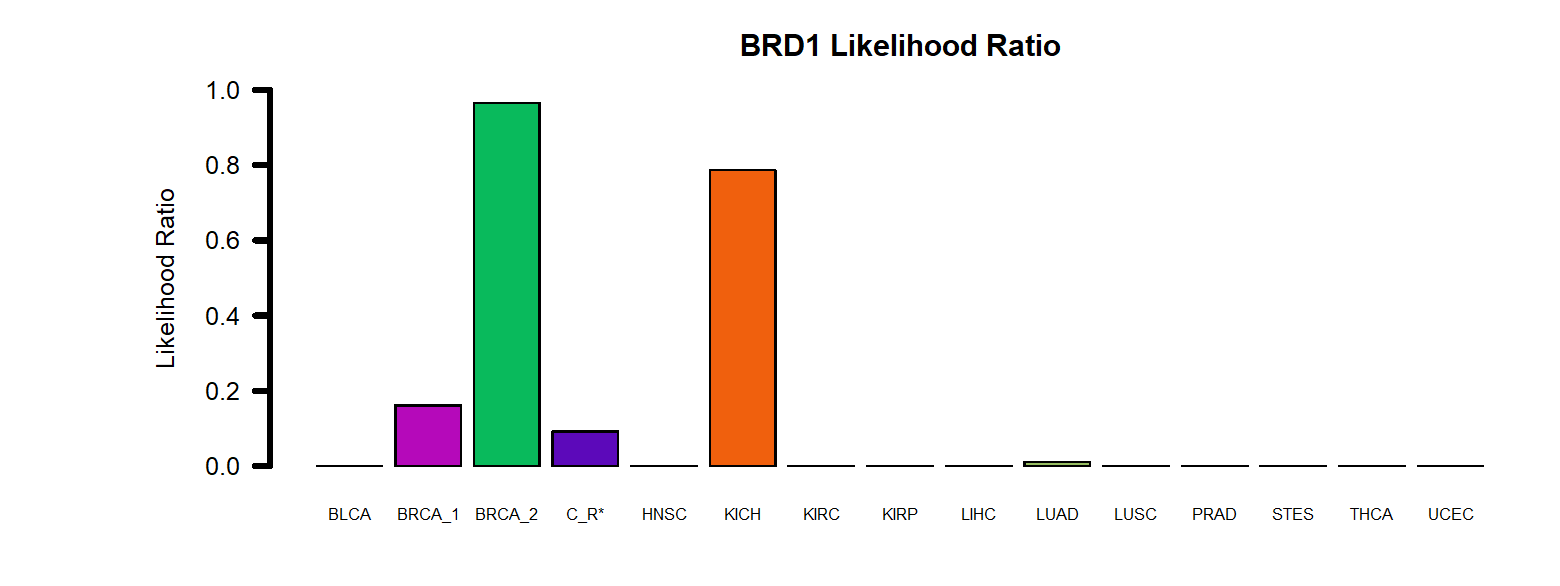 BRD1 Likelihood Ratio
Likelihood Ratio
1.0
0.8
0.6
0.4
0.2
0.0
BLCA BRCA_1 BRCA_2 C_R* HNSC KICH KIRC KIRP LIHC LUAD LUSC PRAD STES THCA UCEC